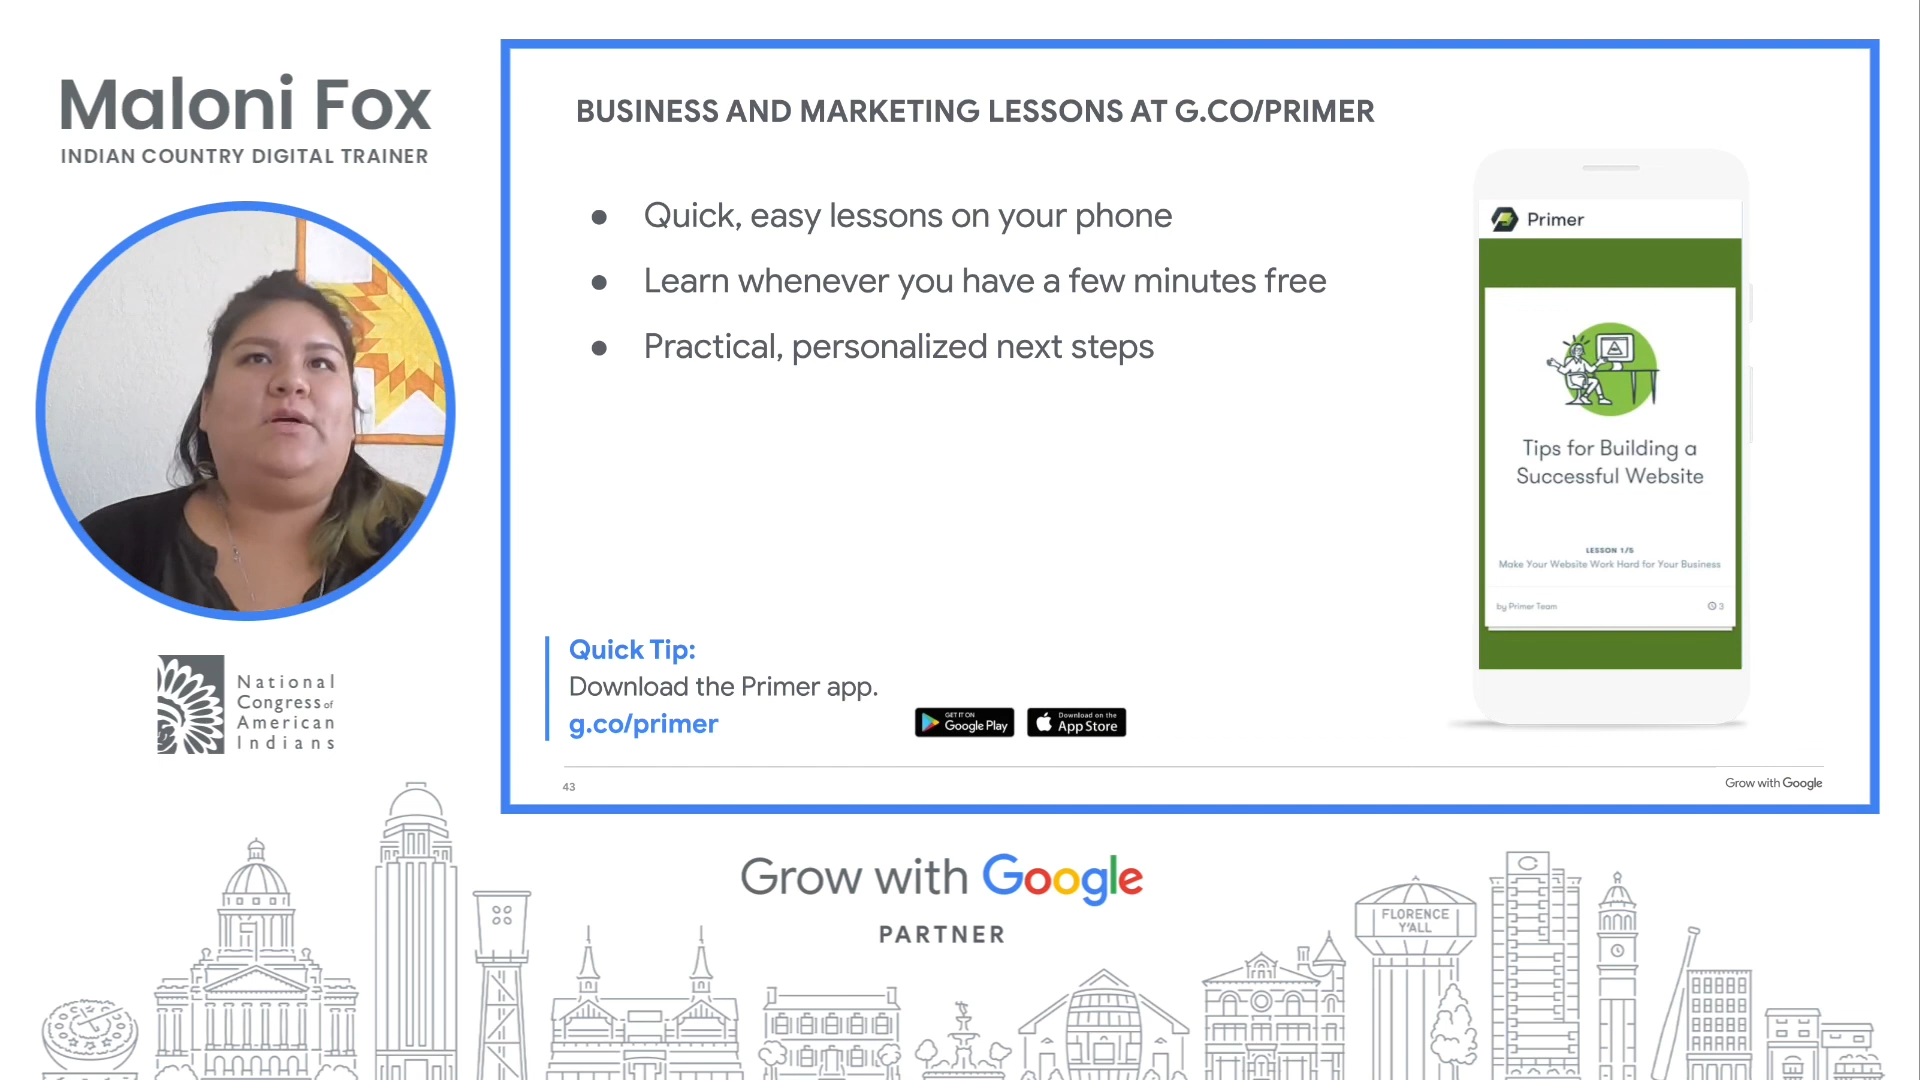 Maloni Fox
INDIAN COUNTRY DIGITAL TRAINER
National
Congress of
American
Indians
BUSINESS AND MARKETING LESSONS AT G.CO/PRIMER
● Quick, easy lessons on your phone
● Learn whenever you have a few minutes free
● Practical, personalized next steps
Primer
Tips for Building a
Successful Website
LESSON 1/5
Make Your Website Work Hard for Your Business
by Primer Team
3
Quick Tip:
Download the Primer app.
g.co/primer
GET IT ON
Google Play
Download on the
App Store
43
Grow with Google
Grow with Google
PARTNER
FLORENCE
Y'ALL
C